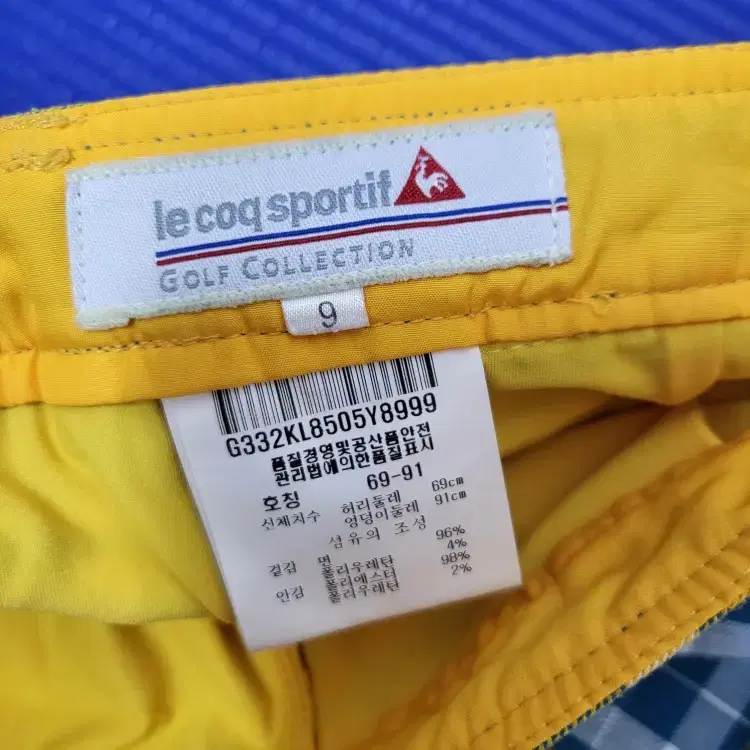 le coq sportif
GOLF COLLECTION
9
G332KL8505Y8999
품질경영및공산품안전
관리법에의한품질표시
호칭 69-91
신체치수 허리둘레 69cm
엉덩이둘레 91cm
섬유의 조성
겉감 면 96%
폴리우레탄 4%
안감 폴리에스터 98%
폴리우레탄 2%